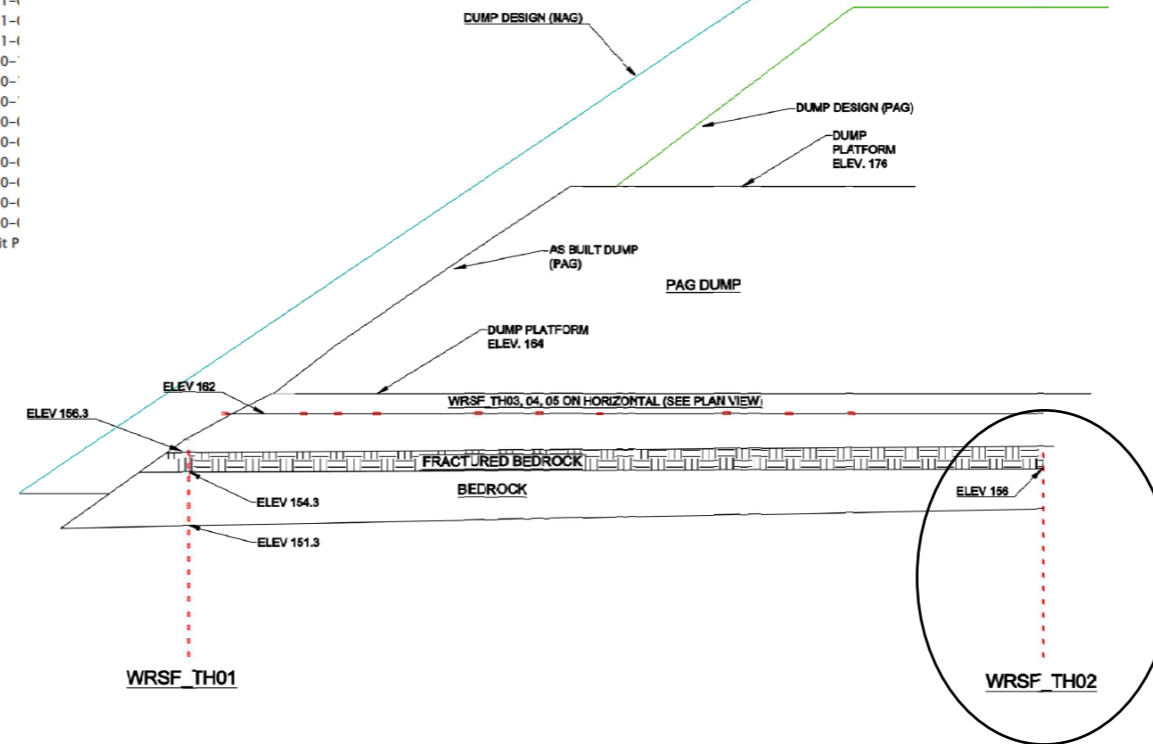 DUMP DESIGN (NAG)
DUMP DESIGN (PAG)
DUMP
PLATFORM
ELEV. 176
AS BUILT DUMP
(PAG)
PAG DUMP
DUMP PLATFORM
ELEV. 164
ELEV 162
WRSF_TH03, 04, 05 ON HORIZONTAL (SEE PLAN VIEW)
ELEV 156.3
FRACTURED BEDROCK
BEDROCK
ELEV 156
ELEV 154.3
ELEV 151.3
WRSF_TH01
WRSF_TH02